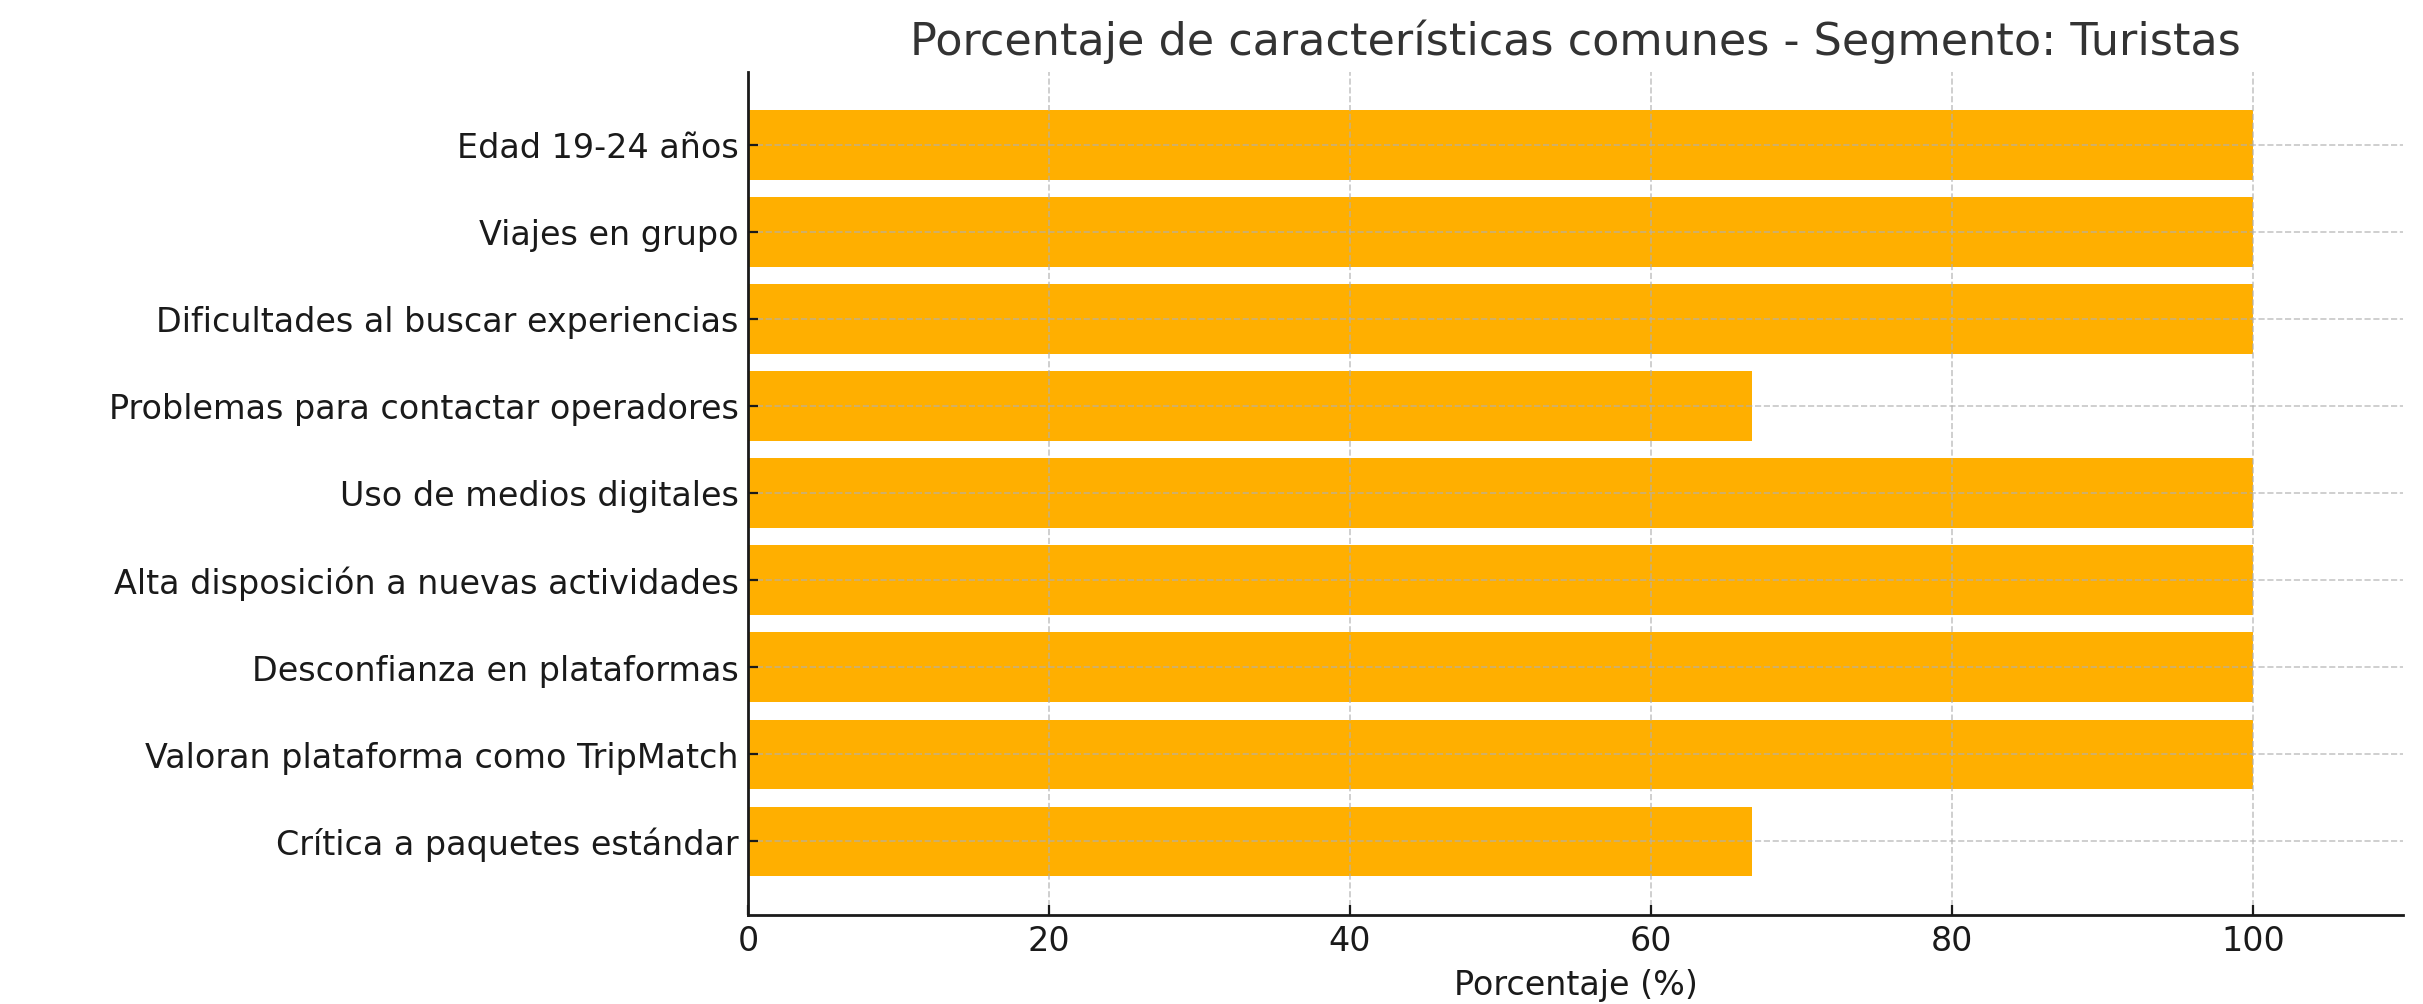 Porcentaje de características comunes - Segmento: Turistas
Edad 19-24 años
Viajes en grupo
Dificultades al buscar experiencias
Problemas para contactar operadores
Uso de medios digitales
Alta disposición a nuevas actividades
Desconfianza en plataformas
Valoran plataforma como TripMatch
Crítica a paquetes estándar
0 20 40 60 80 100
Porcentaje (%)